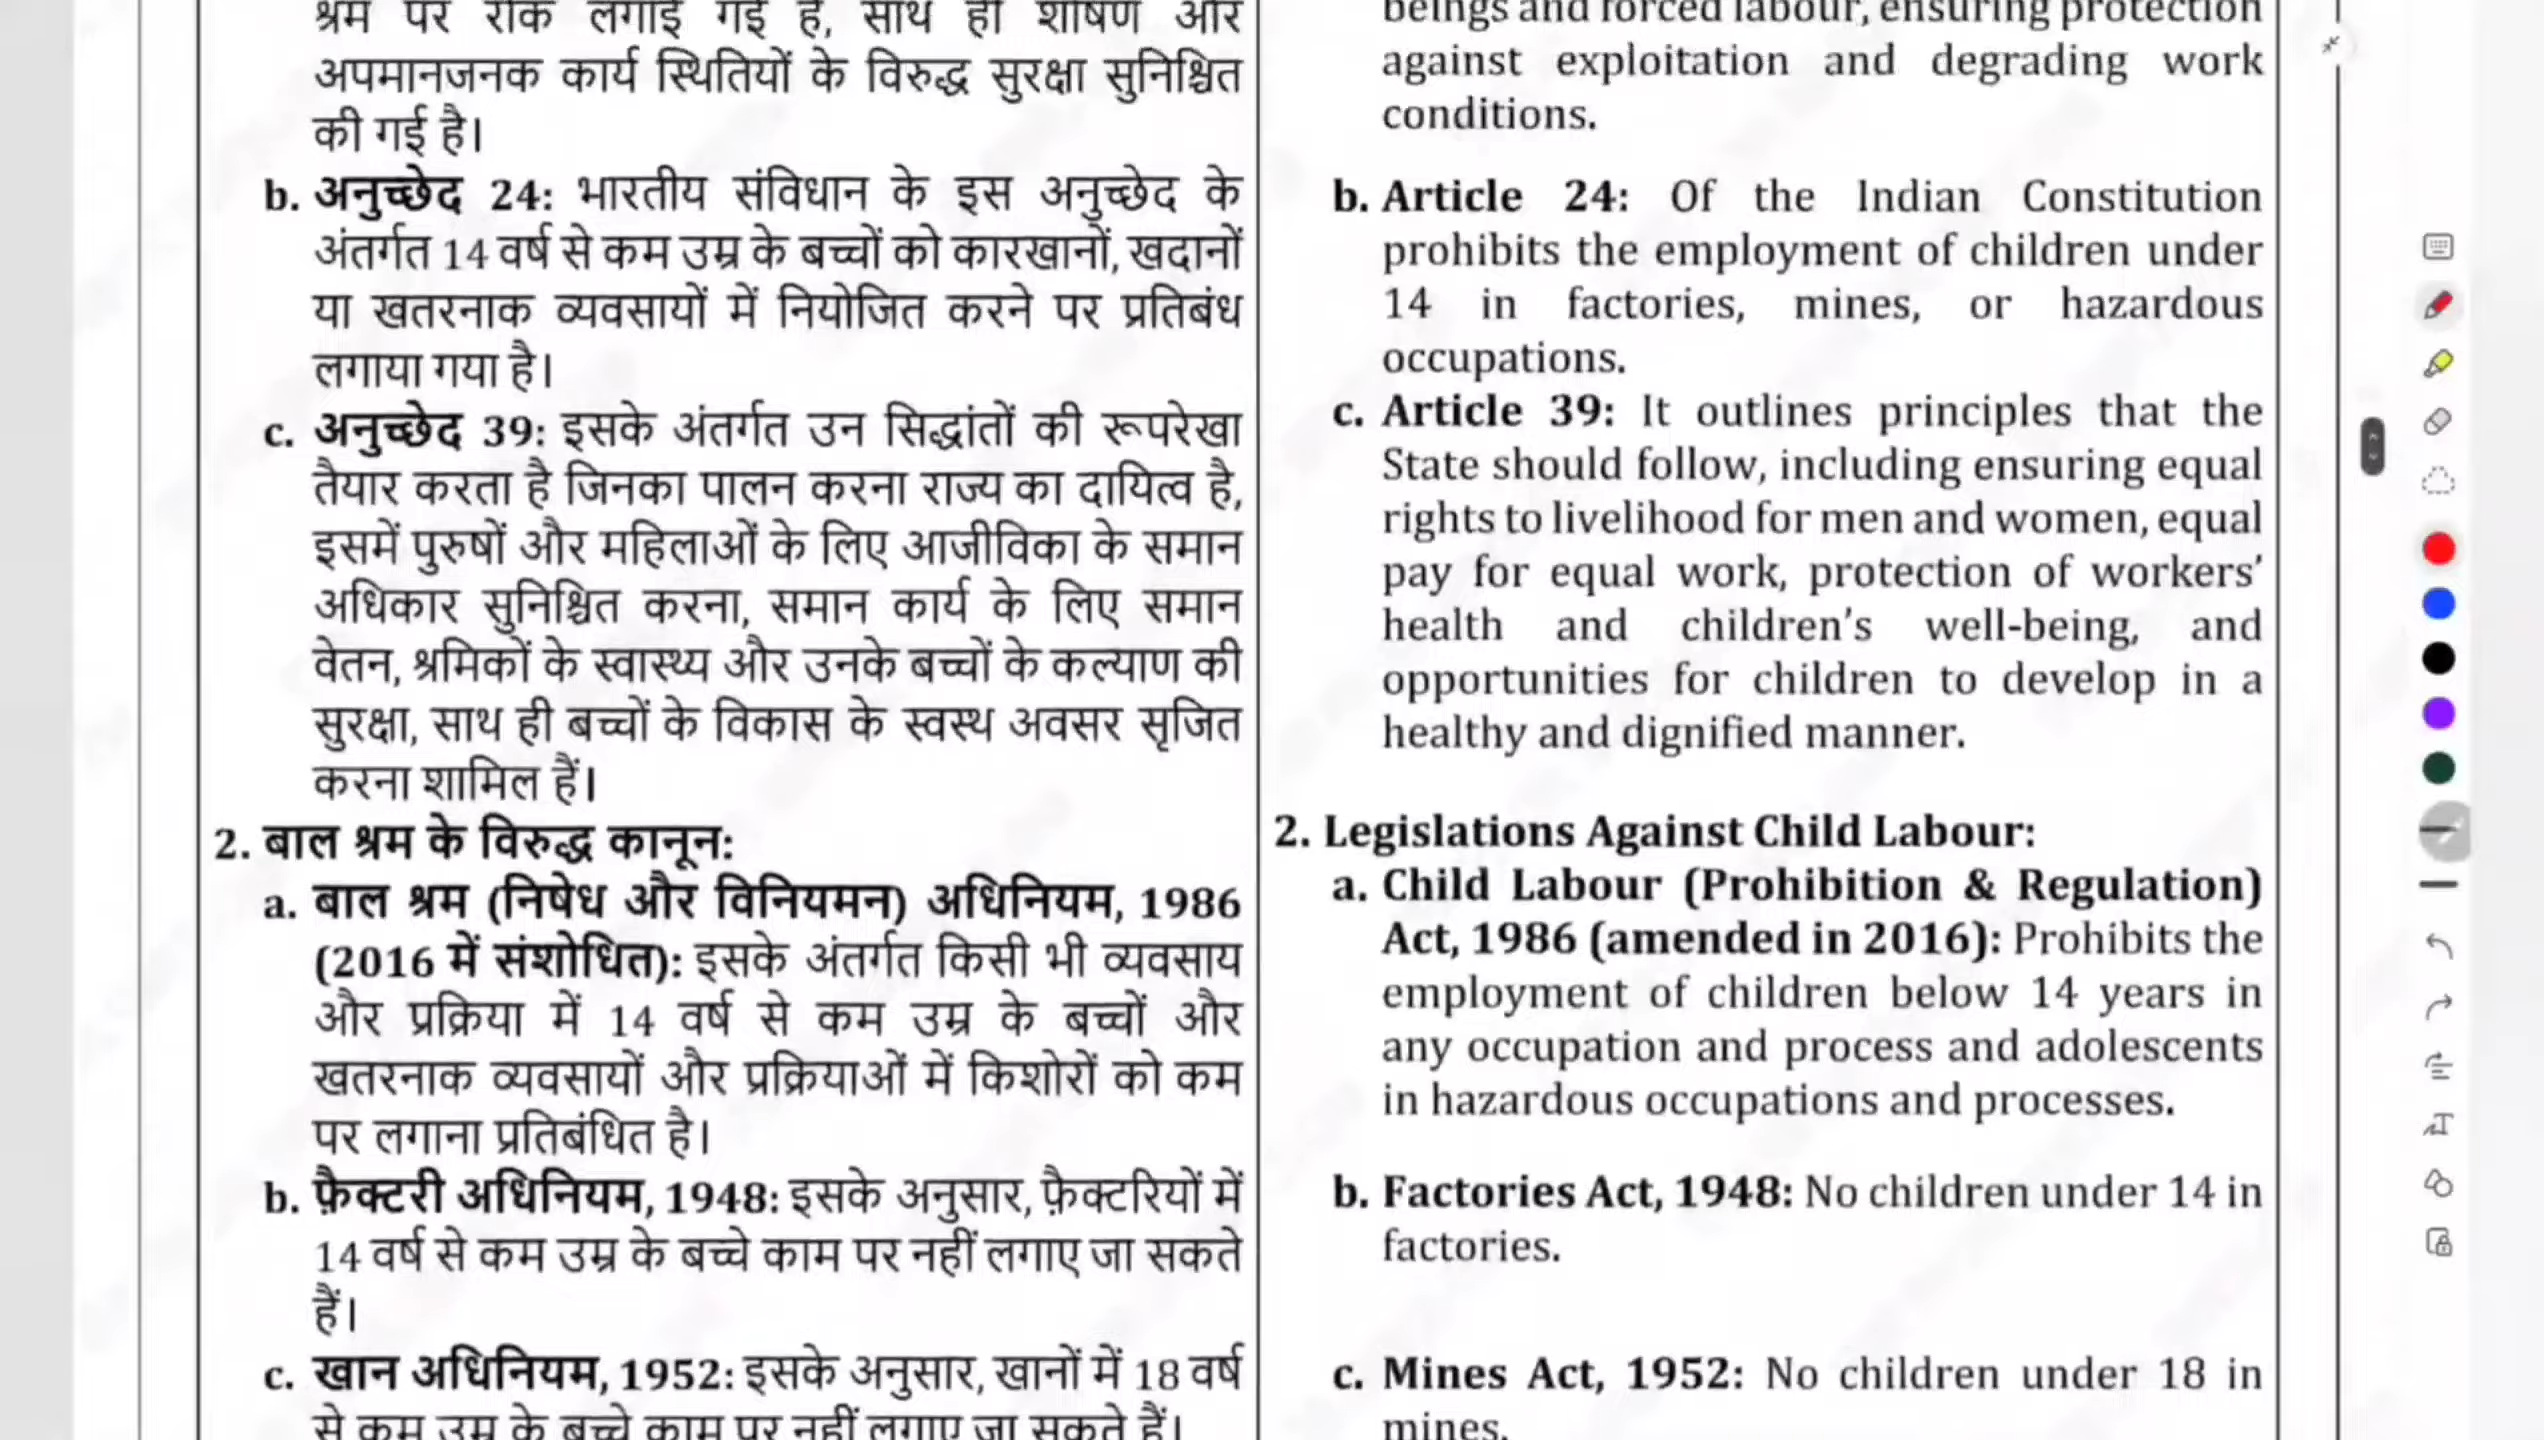 श्रम पर रोक लगाई गई है, साथ ही शोषण और
अपमानजनक कार्य स्थितियों के विरुद्ध सुरक्षा सुनिश्चित
की गई है।
b. अनुच्छेद 24: भारतीय संविधान के इस अनुच्छेद के
अंतर्गत 14 वर्ष से कम उम्र के बच्चों को कारखानों, खदानों
या खतरनाक व्यवसायों में नियोजित करने पर प्रतिबंध
लगाया गया है।
c. अनुच्छेद 39: इसके अंतर्गत उन सिद्धांतों की रूपरेखा
तैयार करता है जिनका पालन करना राज्य का दायित्व है,
इसमें पुरुषों और महिलाओं के लिए आजीविका के समान
अधिकार सुनिश्चित करना, समान कार्य के लिए समान
वेतन, श्रमिकों के स्वास्थ्य और उनके बच्चों के कल्याण की
सुरक्षा, साथ ही बच्चों के विकास के स्वस्थ अवसर सृजित
करना शामिल हैं।
2. बाल श्रम के विरुद्ध कानून:
a. बाल श्रम (निषेध और विनियमन) अधिनियम, 1986
(2016 में संशोधित): इसके अंतर्गत किसी भी व्यवसाय
और प्रक्रिया में 14 वर्ष से कम उम्र के बच्चों और
खतरनाक व्यवसायों और प्रक्रियाओं में किशोरों को कम
पर लगाना प्रतिबंधित है।
b. फ़ैक्टरी अधिनियम, 1948: इसके अनुसार, फ़ैक्टरियों में
14 वर्ष से कम उम्र के बच्चे काम पर नहीं लगाए जा सकते
हैं।
c. खान अधिनियम, 1952: इसके अनुसार, खानों में 18 वर्ष
से कम उम्र के बच्चे काम पर नहीं लगाए जा सकते हैं।
beings and forced labour, ensuring protection
against exploitation and degrading work
conditions.
b. Article 24: Of the Indian Constitution
prohibits the employment of children under
14 in factories, mines, or hazardous
occupations.
c. Article 39: It outlines principles that the
State should follow, including ensuring equal
rights to livelihood for men and women, equal
pay for equal work, protection of workers’
health and children’s well-being, and
opportunities for children to develop in a
healthy and dignified manner.
2. Legislations Against Child Labour:
a. Child Labour (Prohibition & Regulation)
Act, 1986 (amended in 2016): Prohibits the
employment of children below 14 years in
any occupation and process and adolescents
in hazardous occupations and processes.
b. Factories Act, 1948: No children under 14 in
factories.
c. Mines Act, 1952: No children under 18 in
mines.